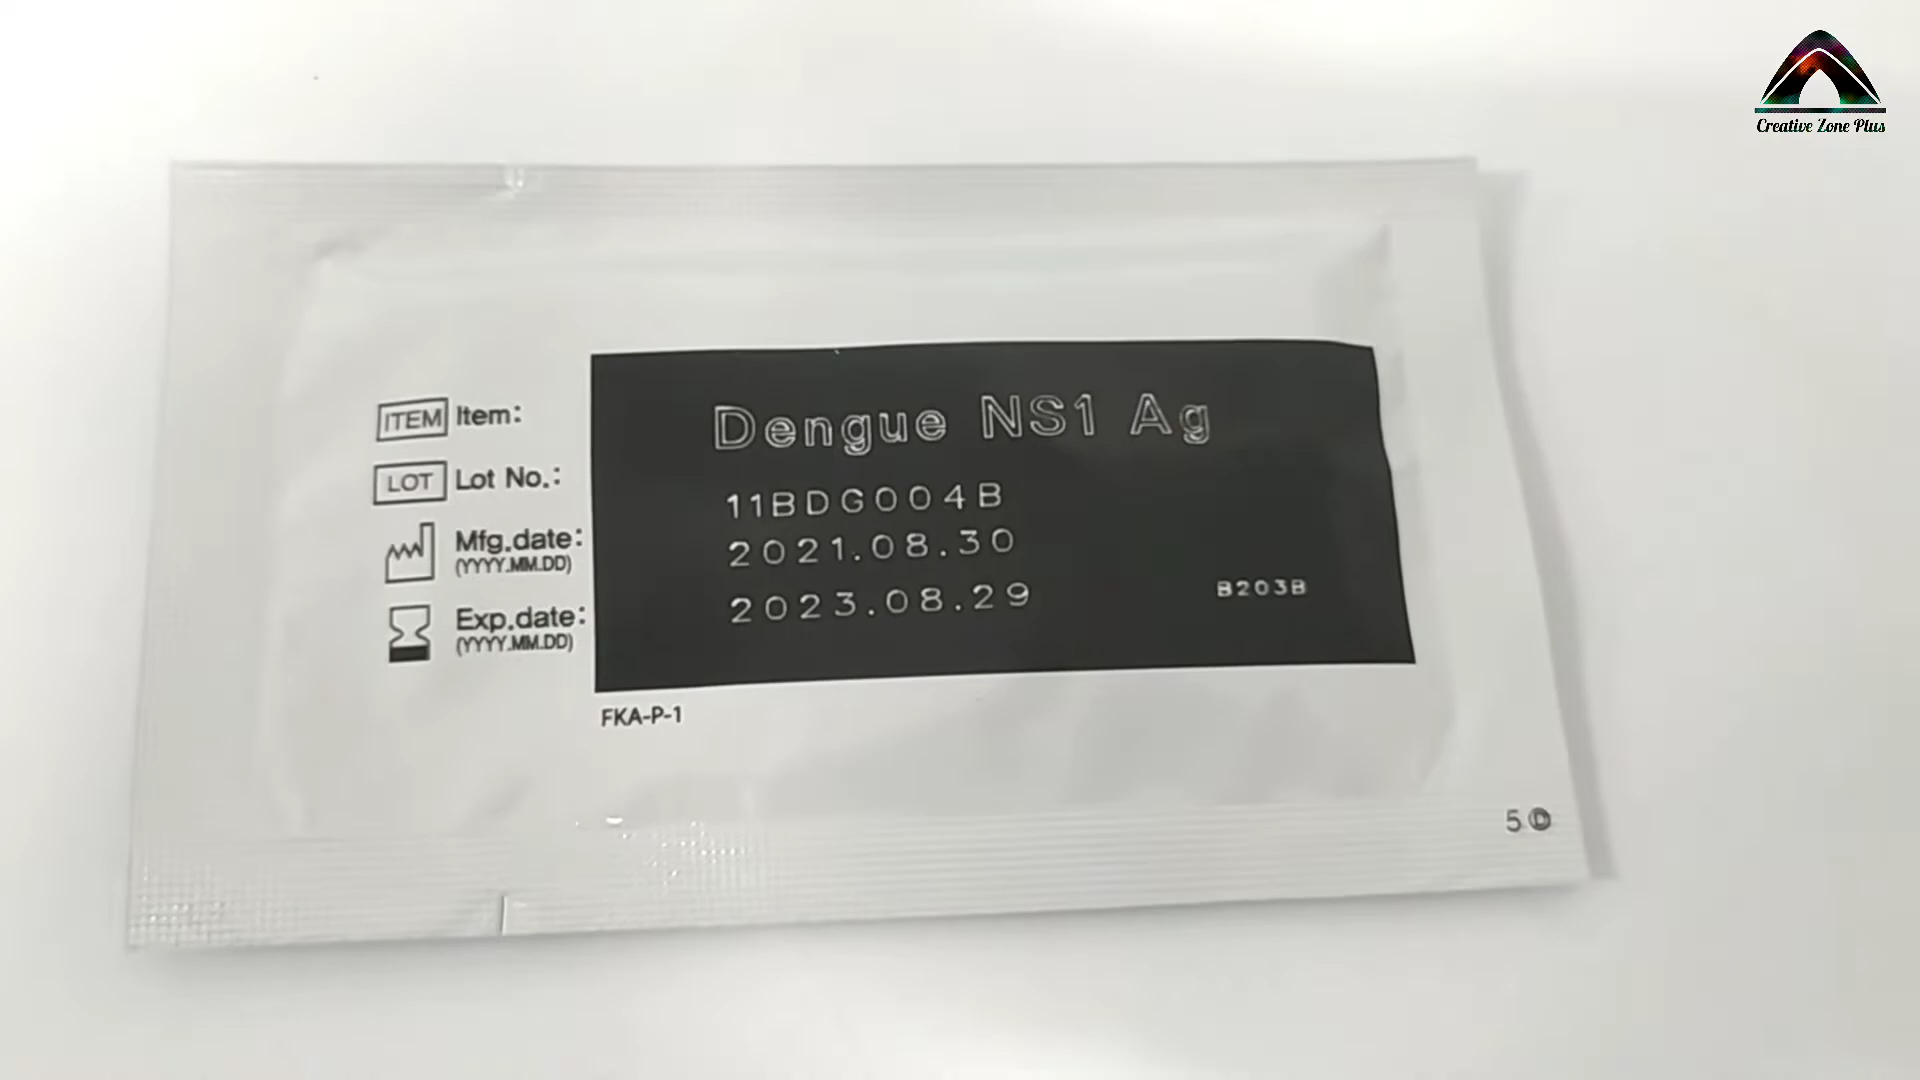 Creative Zone Plus
ITEM Item: Dengue NS1 Ag
LOT Lot No.: 11BDG004B
Mfg.date: 2021.08.30
(YYYY.MM.DD)
Exp.date: 2023.08.29 B203B
(YYYY.MM.DD)
FKA-P-1
5 D